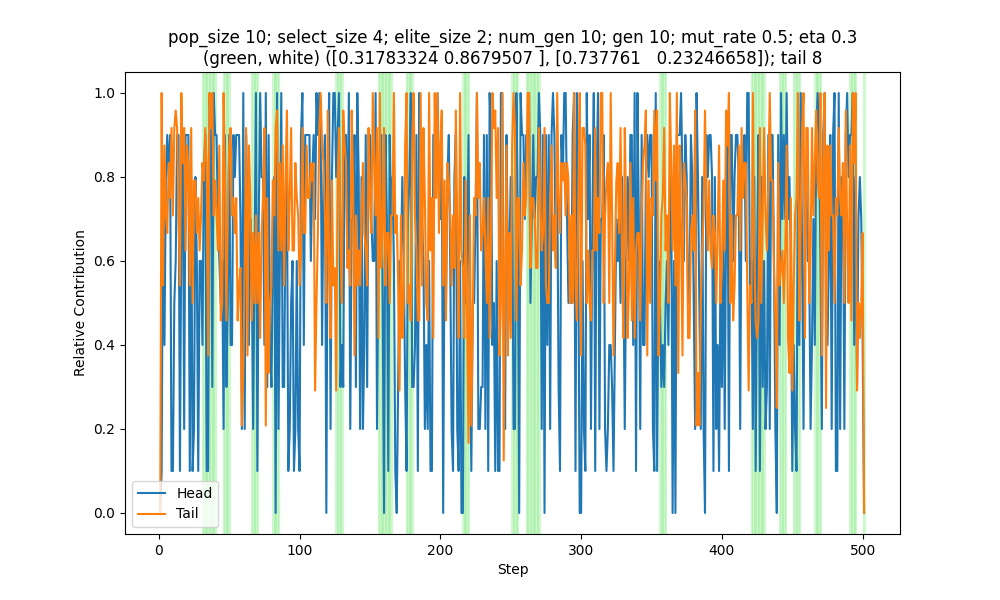 pop_size 10; select_size 4; elite_size 2; num_gen 10; gen 10; mut_rate 0.5; eta 0.3
(green, white) ([0.31783324 0.8679507 ], [0.737761   0.23246658]); tail 8
1.0
0.8
0.6
0.4
0.2
0.0
Relative Contribution
Head
Tail
0 100 200 300 400 500
Step